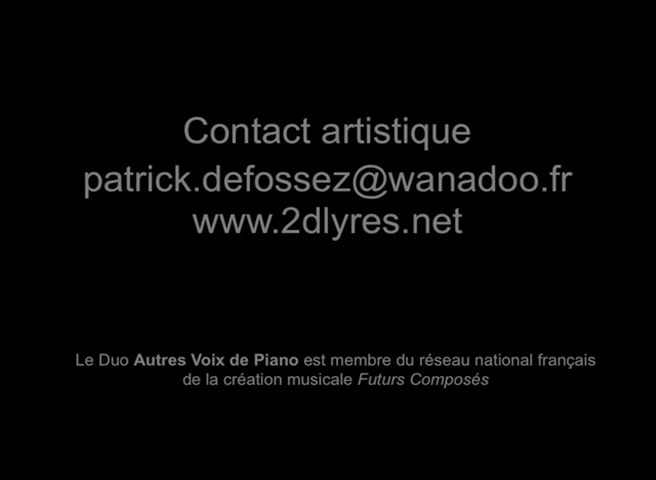 Contact artistique
patrick.defossez@wanadoo.fr
www.2dlyres.net
Le Duo Autres Voix de Piano est membre du réseau national français
de la création musicale Futurs Composés